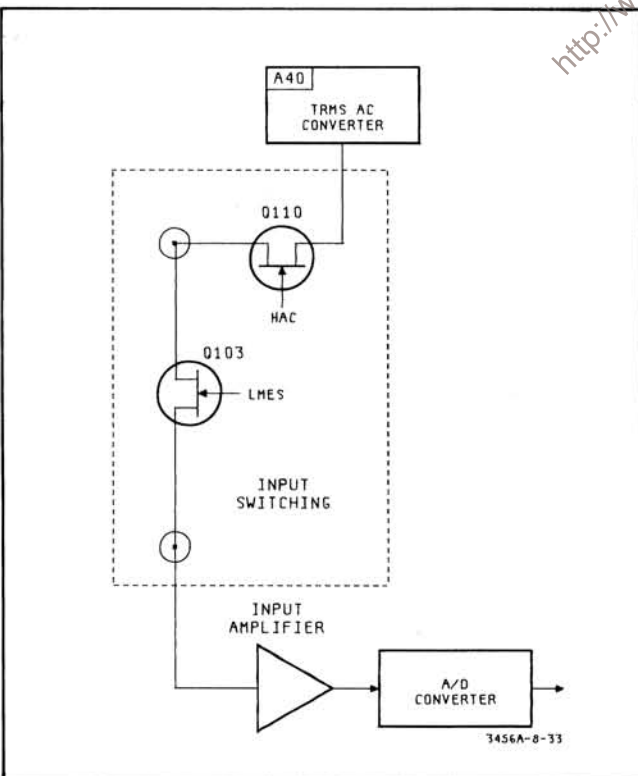 http://w
A40
TRMS AC
CONVERTER
Q110
HAC
Q103
LMES
INPUT
SWITCHING
INPUT
AMPLIFIER
A/D
CONVERTER
3456A-8-33